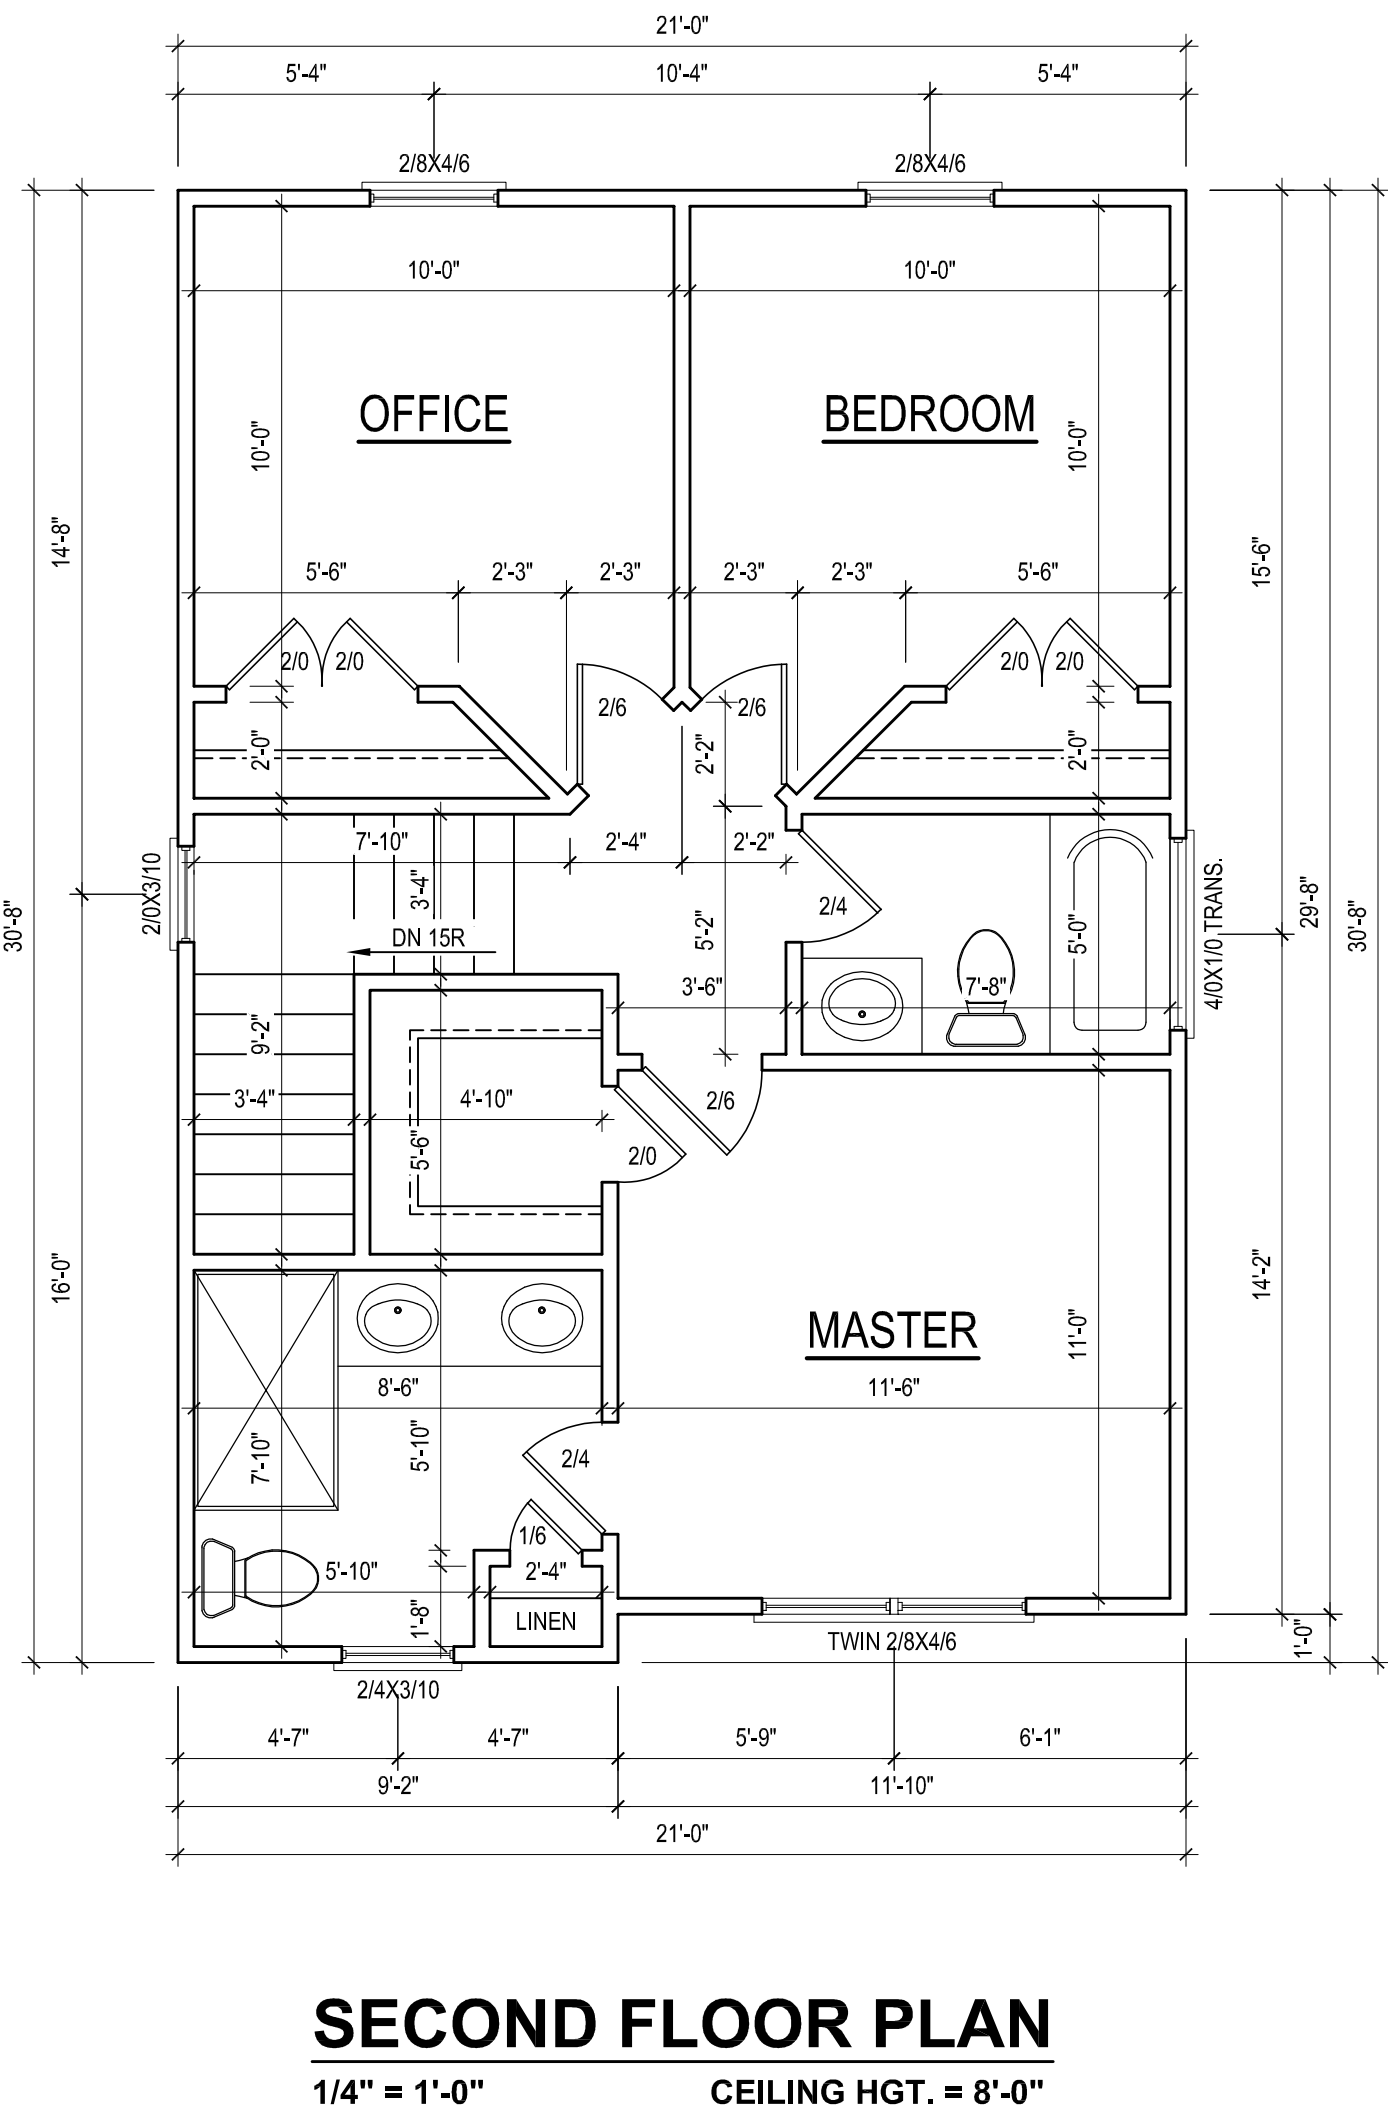 21'-0"
5'-4" 10'-4" 5'-4"
2/8X4/6 2/8X4/6
10'-0" 10'-0"
OFFICE BEDROOM
10'-0" 10'-0"
14'-8" 15'-6"
5'-6" 2'-3" 2'-3" 2'-3" 2'-3" 5'-6"
2/0 2/0 2/0 2/0
2/6 2/6
2'-0" 2'-2" 2'-0"
7'-10" 2'-4" 2'-2"
2/0X3/10 3'-4" 4/0X1/0 TRANS.
30'-8" 2/4 29'-8" 30'-8"
DN 15R 5'-2" 5'-0"
3'-6" 7'-8"
9'-2"
3'-4" 4'-10" 2/6
5'-6" 2/0
16'-0" 14'-2"
MASTER 11'-0"
8'-6" 11'-6"
7'-10" 5'-10" 2/4
1/6
5'-10" 2'-4"
1'-8" LINEN
TWIN 2/8X4/6 1'-0"
2/4X3/10
4'-7" 4'-7" 5'-9" 6'-1"
9'-2" 11'-10"
21'-0"
SECOND FLOOR PLAN
1/4" = 1'-0" CEILING HGT. = 8'-0"